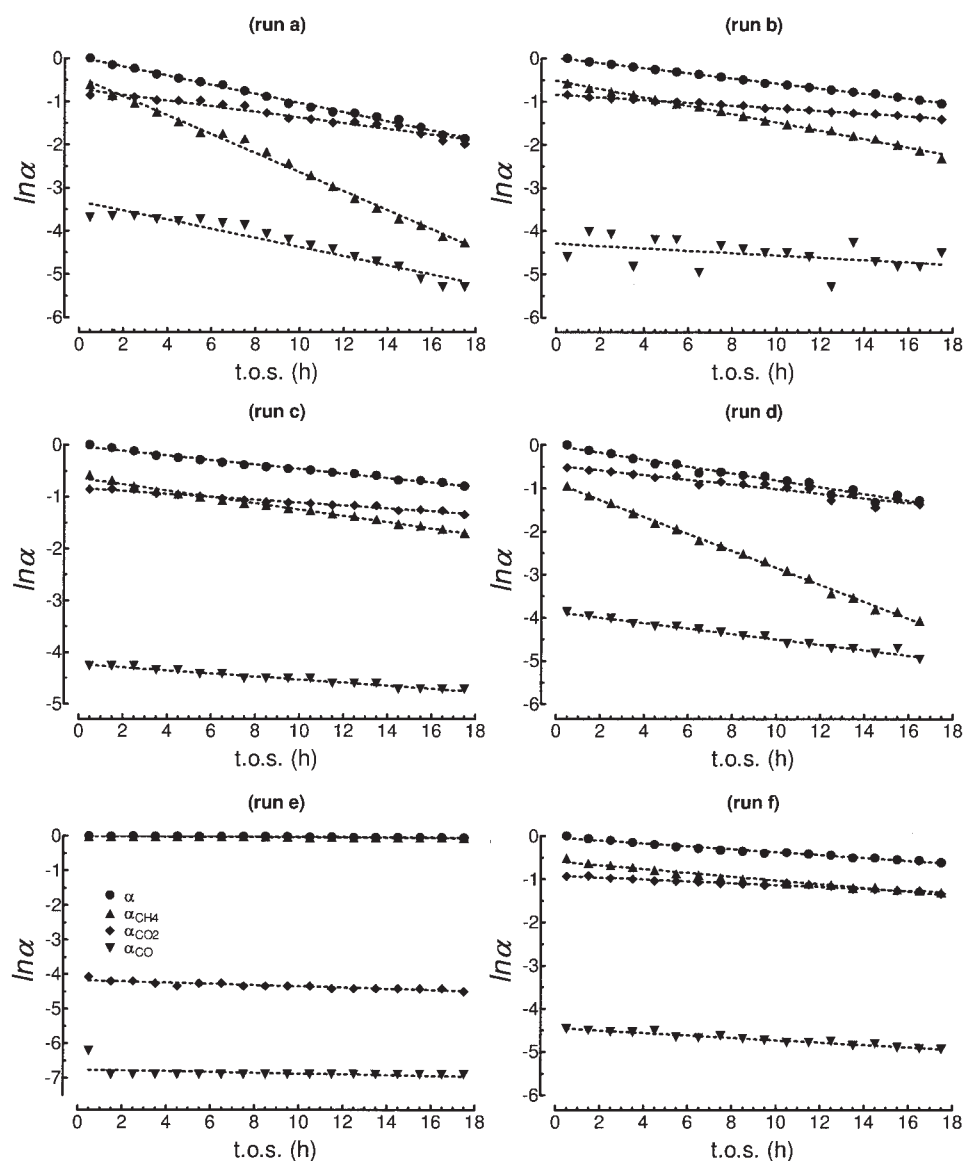 (run a)
(run b)
0
-1
-2
-3
-4
-5
-6
lnα
0 2 4 6 8 10 12 14 16 18
t.o.s. (h)
0
-1
-2
-3
-4
-5
-6
lnα
0 2 4 6 8 10 12 14 16 18
t.o.s. (h)
(run c)
(run d)
0
-1
-2
-3
-4
-5
lnα
0 2 4 6 8 10 12 14 16 18
t.o.s. (h)
0
-1
-2
-3
-4
-5
-6
lnα
0 2 4 6 8 10 12 14 16 18
t.o.s. (h)
(run e)
(run f)
0
-1
-2
-3
-4
-5
-6
-7
lnα
α
αCH4
αCO2
αCO
0 2 4 6 8 10 12 14 16 18
t.o.s. (h)
0
-1
-2
-3
-4
-5
-6
lnα
0 2 4 6 8 10 12 14 16 18
t.o.s. (h)